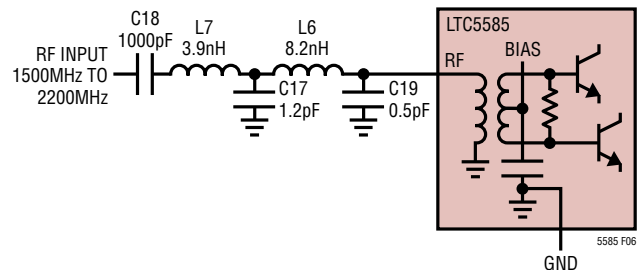 C18
1000pF
L7
3.9nH
L6
8.2nH
RF INPUT
1500MHz TO
2200MHz
C17
1.2pF
C19
0.5pF
LTC5585
BIAS
RF
5585 F06
GND